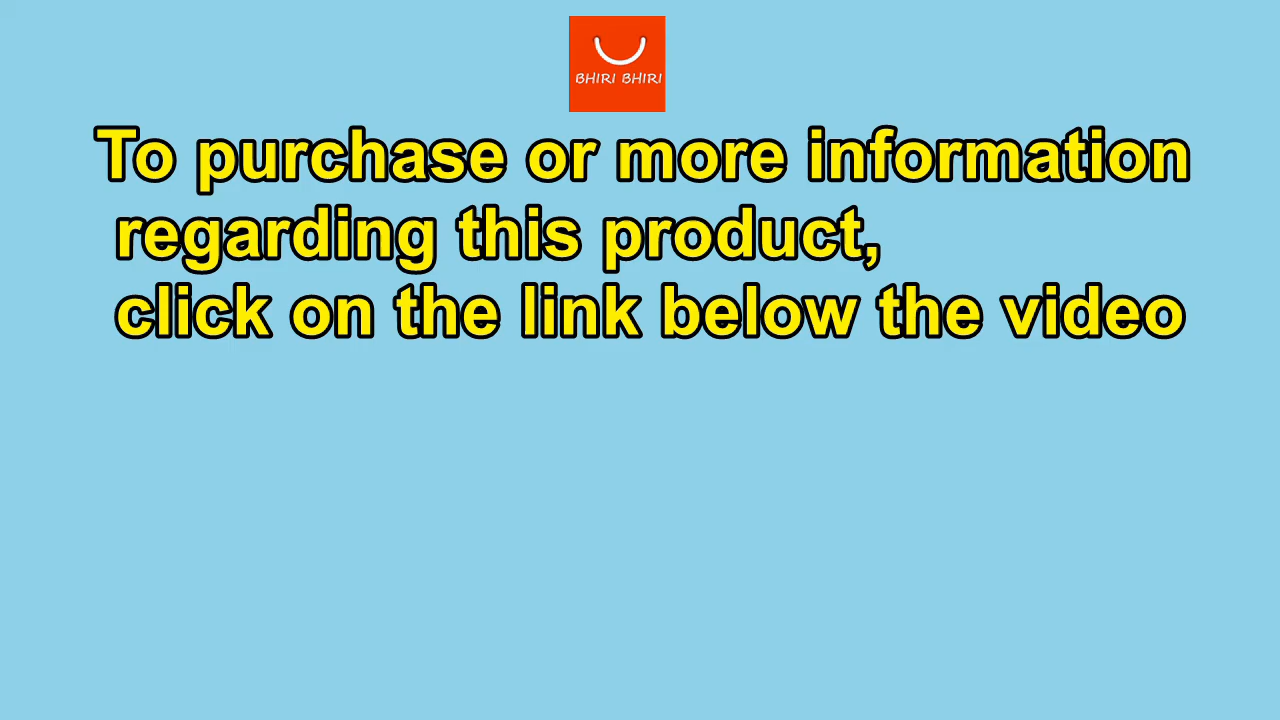 BHIRI BHIRI
To purchase or more information
regarding this product,
click on the link below the video